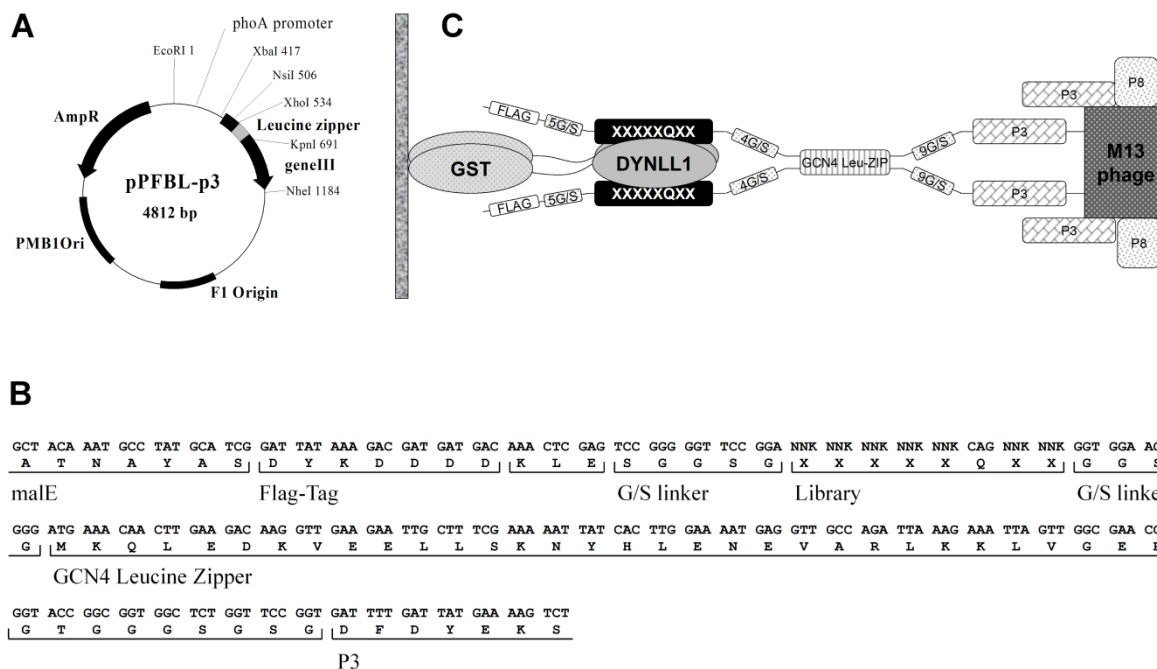 A
phoA promoter
EcoRI 1
XbaI 417
NsiI 506
XhoI 534
Leucine zipper
KpnI 691
geneIII
NheI 1184
AmpR
pPFBL-p3
4812 bp
PMB1Ori
F1 Origin
C
FLAG
5G/S
XXXXXQXX
4G/S
GST
DYNLL1
GCN4 Leu-ZIP
FLAG
5G/S
XXXXXQXX
4G/S
9G/S
9G/S
P3
P3
P3
P3
P8
M13
phage
P8
B
GCT ACA AAT GCC TAT GCA TCG GAT TAT AAA GAC GAT GAT GAC AAA CTC GAG TCC GGG GGT TCC GGA NNK NNK NNK NNK NNK CAG NNK NNK GGT GGA
A T N A Y A S D Y K D D D D K L E S G G S G X X X X X Q X X G G S
malE Flag-Tag G/S linker Library G/S linke
GGG ATG AAA CAA CTT GAA GAC AAG GTT GAA GAA TTG CTT TCG AAA AAT TAT CAC TTG GAA AAT GAG GTT GCC AGA TTA AAG AAA TTA GTT GGC GAA
G M K Q L E D K V E E L L S K N Y H L E N E V A R L K K L V G E
GCN4 Leucine Zipper
GGT ACC GGC GGT GGC TCT GGT TCC GGT GAT TTT GAT TAT GAA AAG TCT
G T G G G S G S G D F D Y E K S
P3